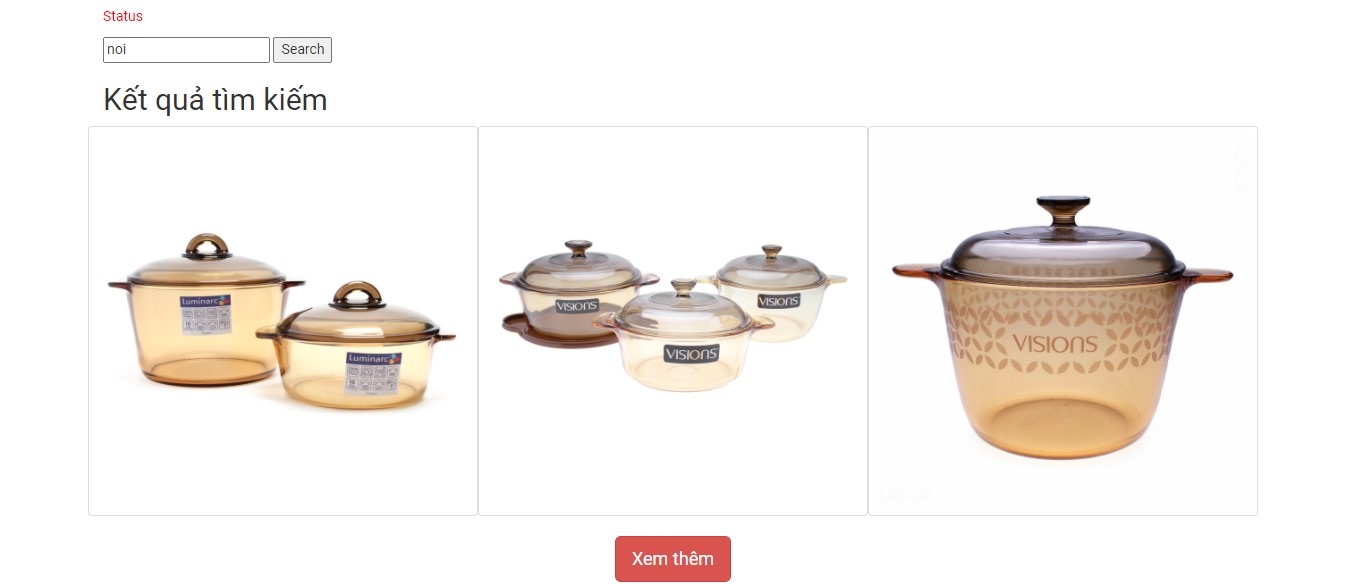 Status
noi Search
Kết quả tìm kiếm
Luminarc
Luminarc
VISIONS
VISIONS
VISIONS
VISIONS
Xem thêm